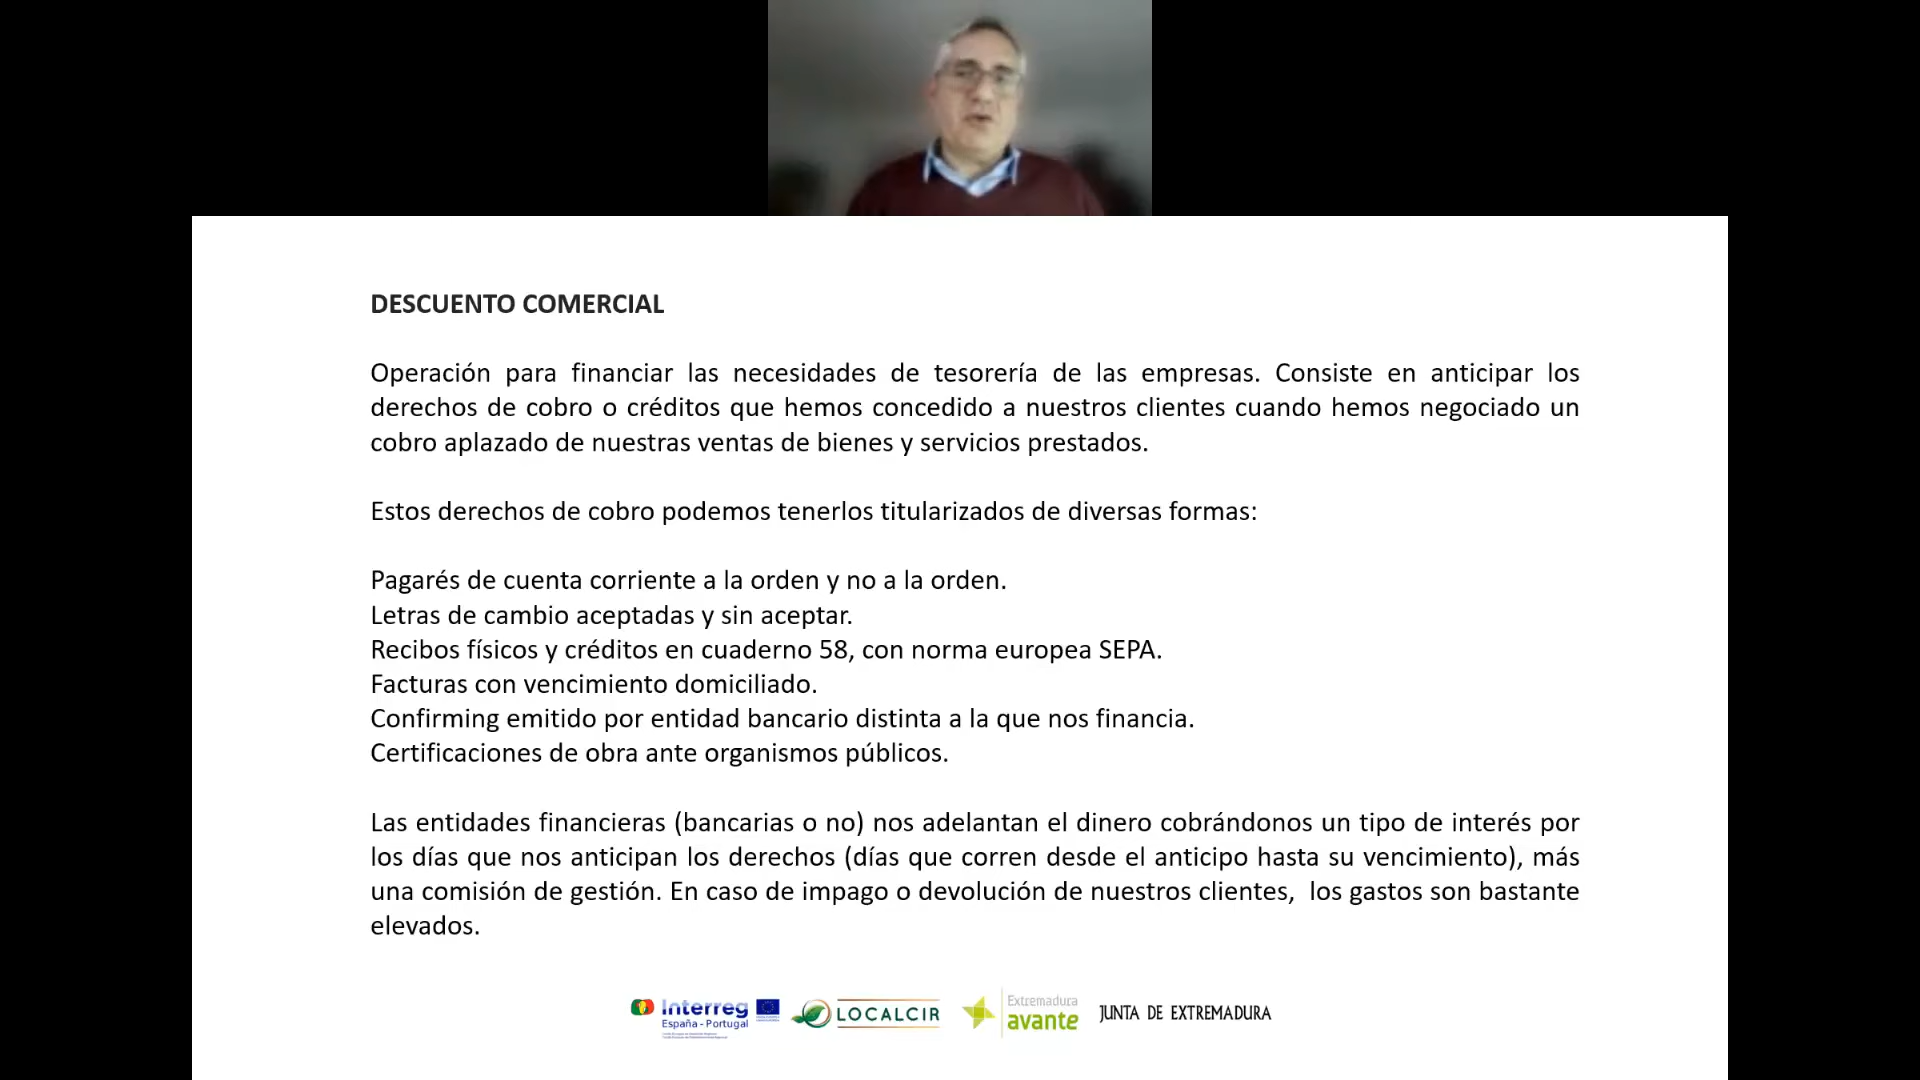 DESCUENTO COMERCIAL
Operación para financiar las necesidades de tesorería de las empresas. Consiste en anticipar los
derechos de cobro o créditos que hemos concedido a nuestros clientes cuando hemos negociado un
cobro aplazado de nuestras ventas de bienes y servicios prestados.
Estos derechos de cobro podemos tenerlos titularizados de diversas formas:
Pagarés de cuenta corriente a la orden y no a la orden.
Letras de cambio aceptadas y sin aceptar.
Recibos físicos y créditos en cuaderno 58, con norma europea SEPA.
Facturas con vencimiento domiciliado.
Confirming emitido por entidad bancario distinta a la que nos financia.
Certificaciones de obra ante organismos públicos.
Las entidades financieras (bancarias o no) nos adelantan el dinero cobrándonos un tipo de interés por
los días que nos anticipan los derechos (días que corren desde el anticipo hasta su vencimiento), más
una comisión de gestión. En caso de impago o devolución de nuestros clientes, los gastos son bastante
elevados.
Interreg
España - Portugal
LOCALCIR
Extremadura
avante
JUNTA DE EXTREMADURA